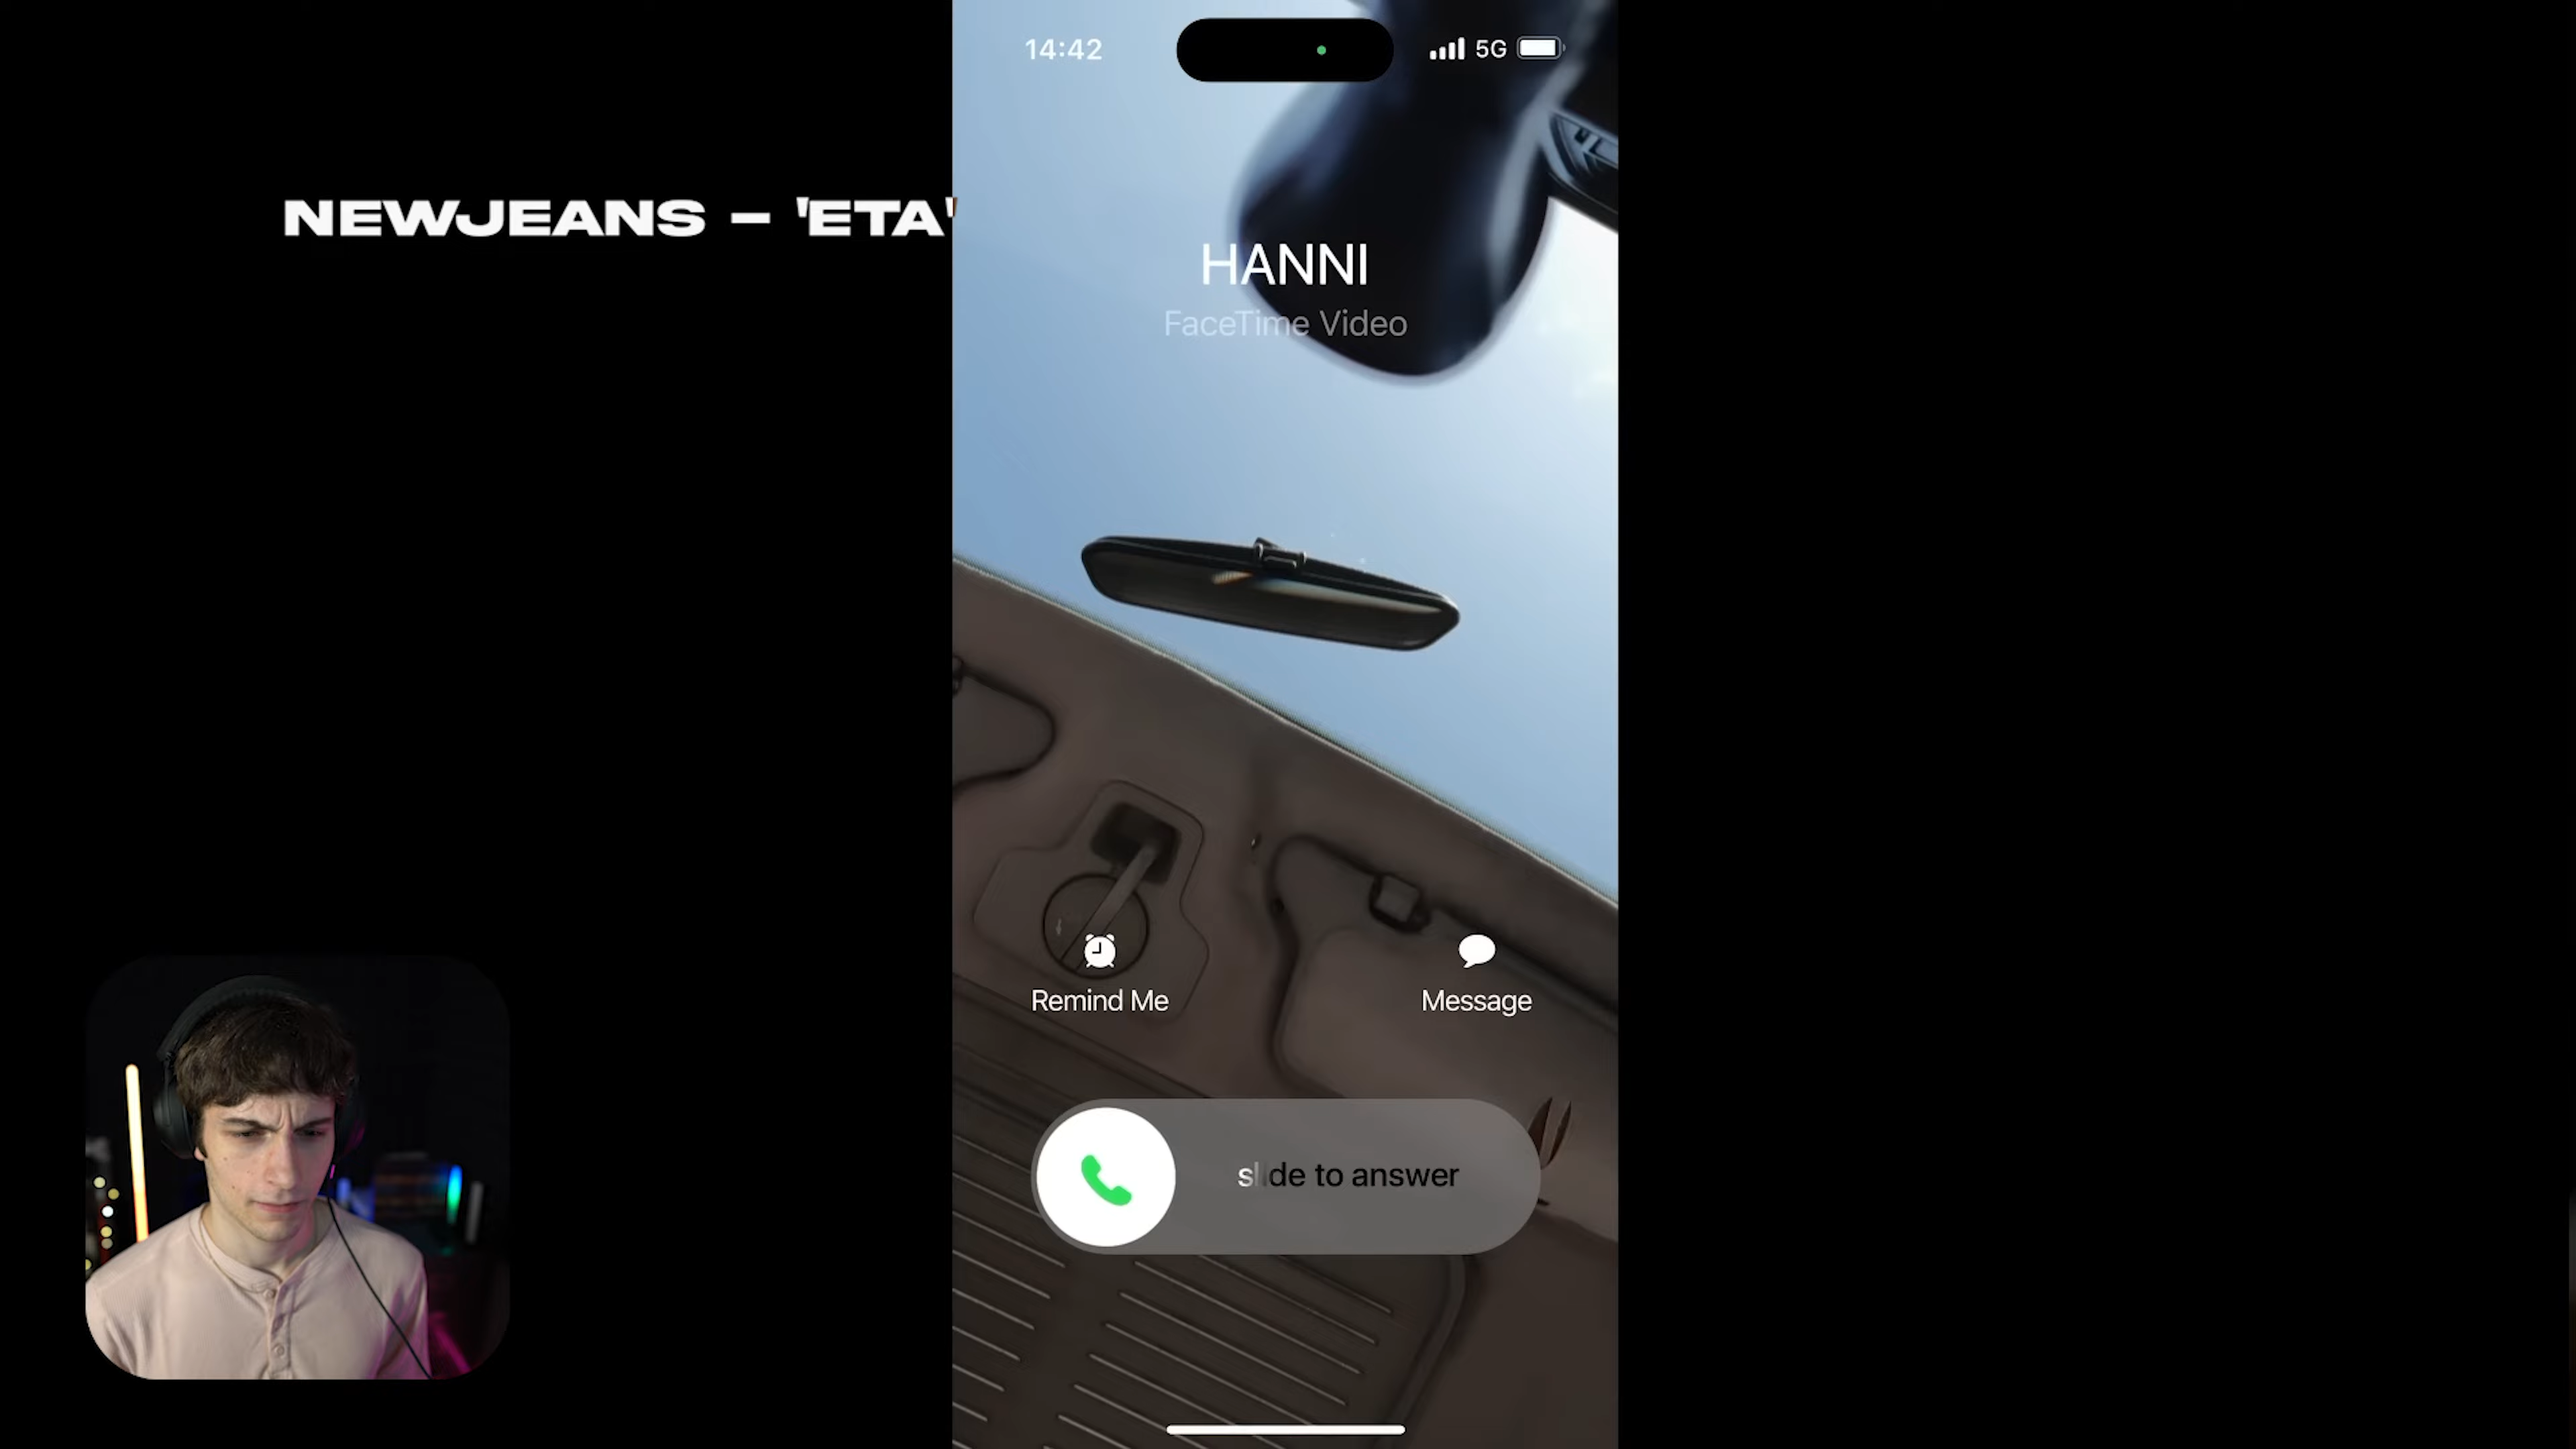 14:42
5G
NEWJEANS – 'ETA'
HANNI
FaceTime Video
Remind Me
Message
slide to answer